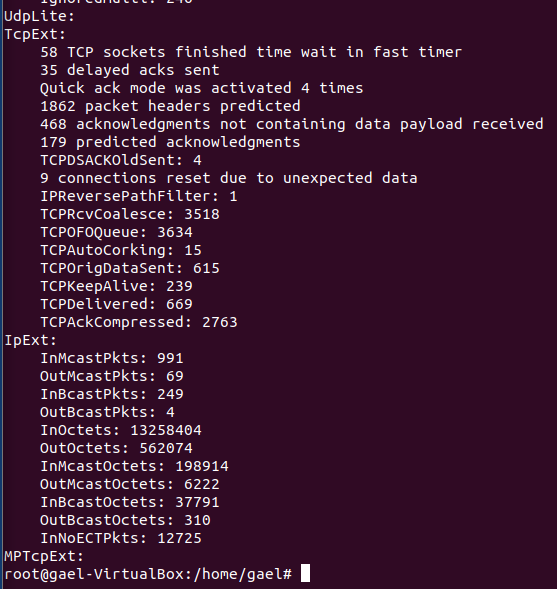 IgnoredMulti: 246
UdpLite:
TcpExt:
58 TCP sockets finished time wait in fast timer
35 delayed acks sent
Quick ack mode was activated 4 times
1862 packet headers predicted
468 acknowledgments not containing data payload received
179 predicted acknowledgments
TCPDSACKOldSent: 4
9 connections reset due to unexpected data
IPReversePathFilter: 1
TCPRcvCoalesce: 3518
TCPOFOQueue: 3634
TCPAutoCorking: 15
TCPOrigDataSent: 615
TCPKeepAlive: 239
TCPDelivered: 669
TCPAckCompressed: 2763
IpExt:
InMcastPkts: 991
OutMcastPkts: 69
InBcastPkts: 249
OutBcastPkts: 4
InOctets: 13258404
OutOctets: 562074
InMcastOctets: 198914
OutMcastOctets: 6222
InBcastOctets: 37791
OutBcastOctets: 310
InNoECTPkts: 12725
MPTcpExt:
root@gael-VirtualBox:/home/gael#